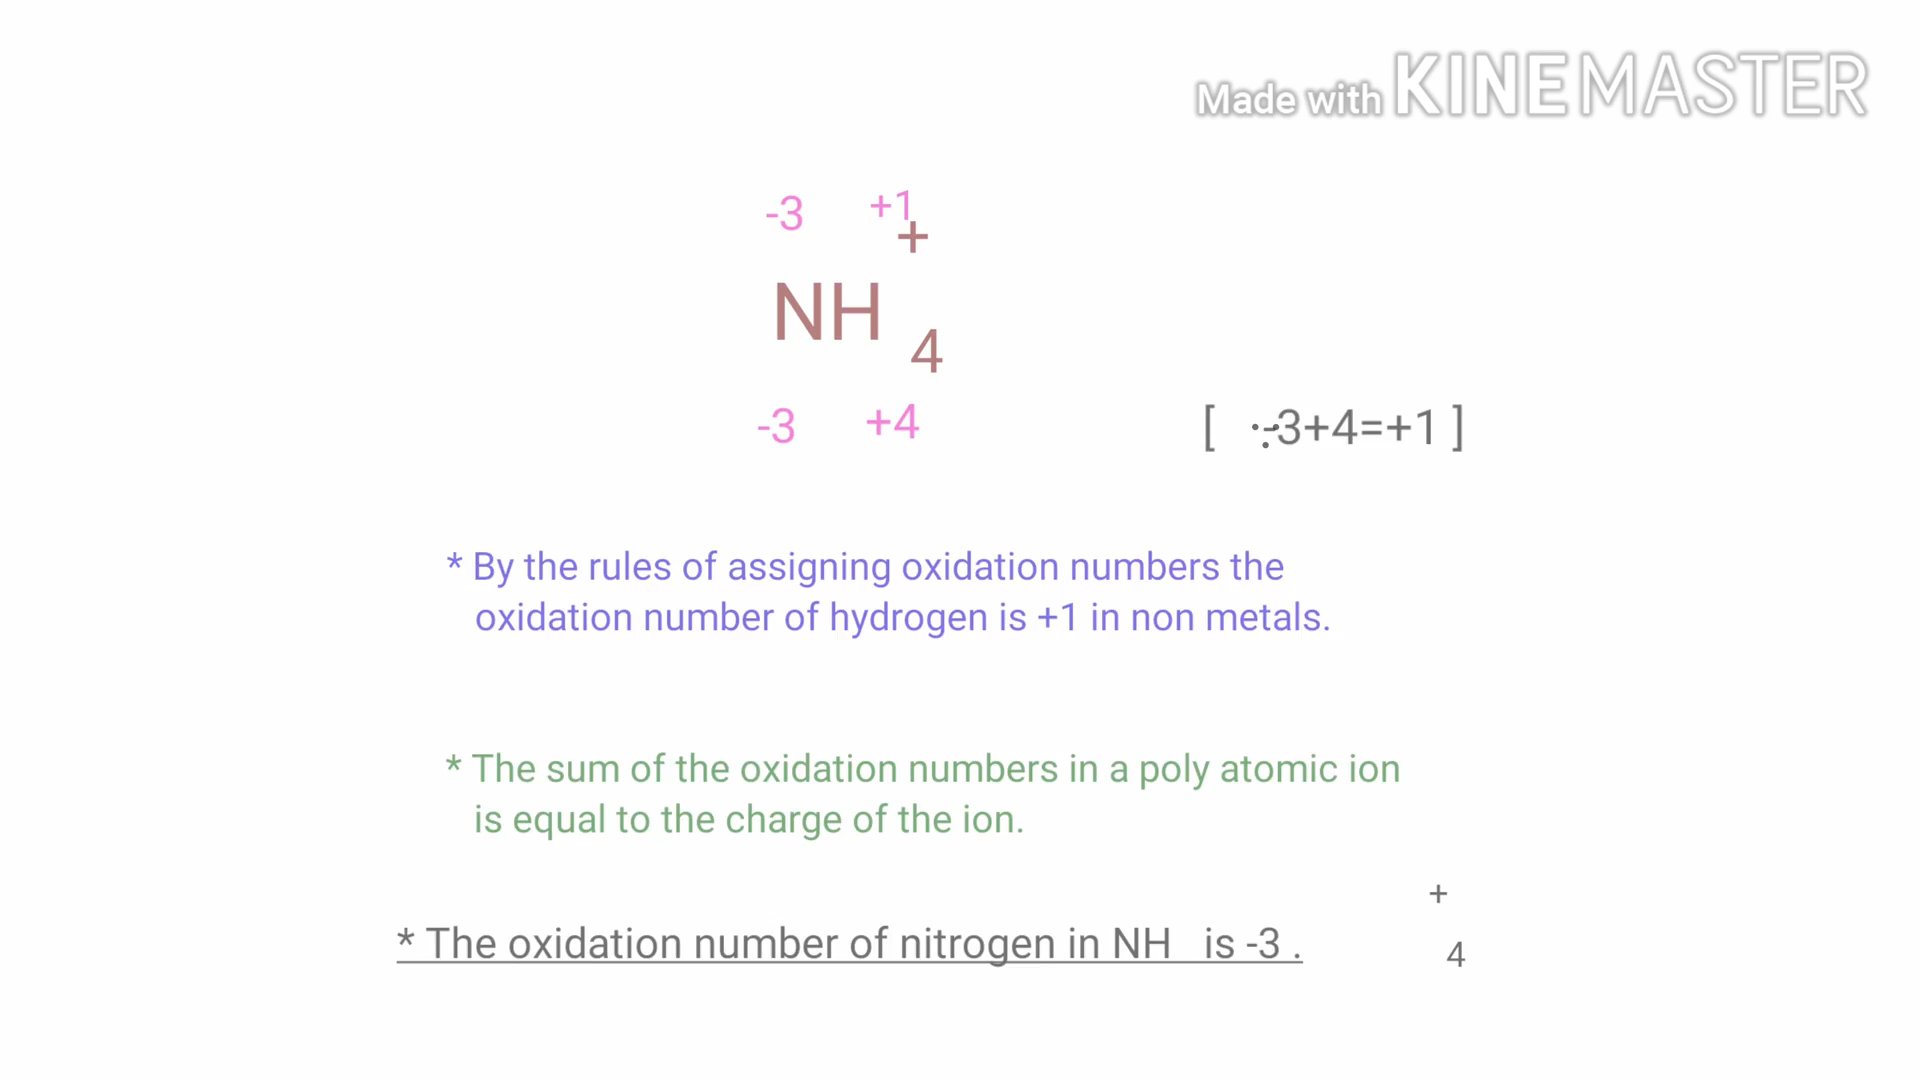 Made with KINEMASTER
-3 +1
+
NH
4
-3 +4 [ ∵-3+4=+1 ]
* By the rules of assigning oxidation numbers the
oxidation number of hydrogen is +1 in non metals.
* The sum of the oxidation numbers in a poly atomic ion
is equal to the charge of the ion.
+
* The oxidation number of nitrogen in NH is -3 .
4